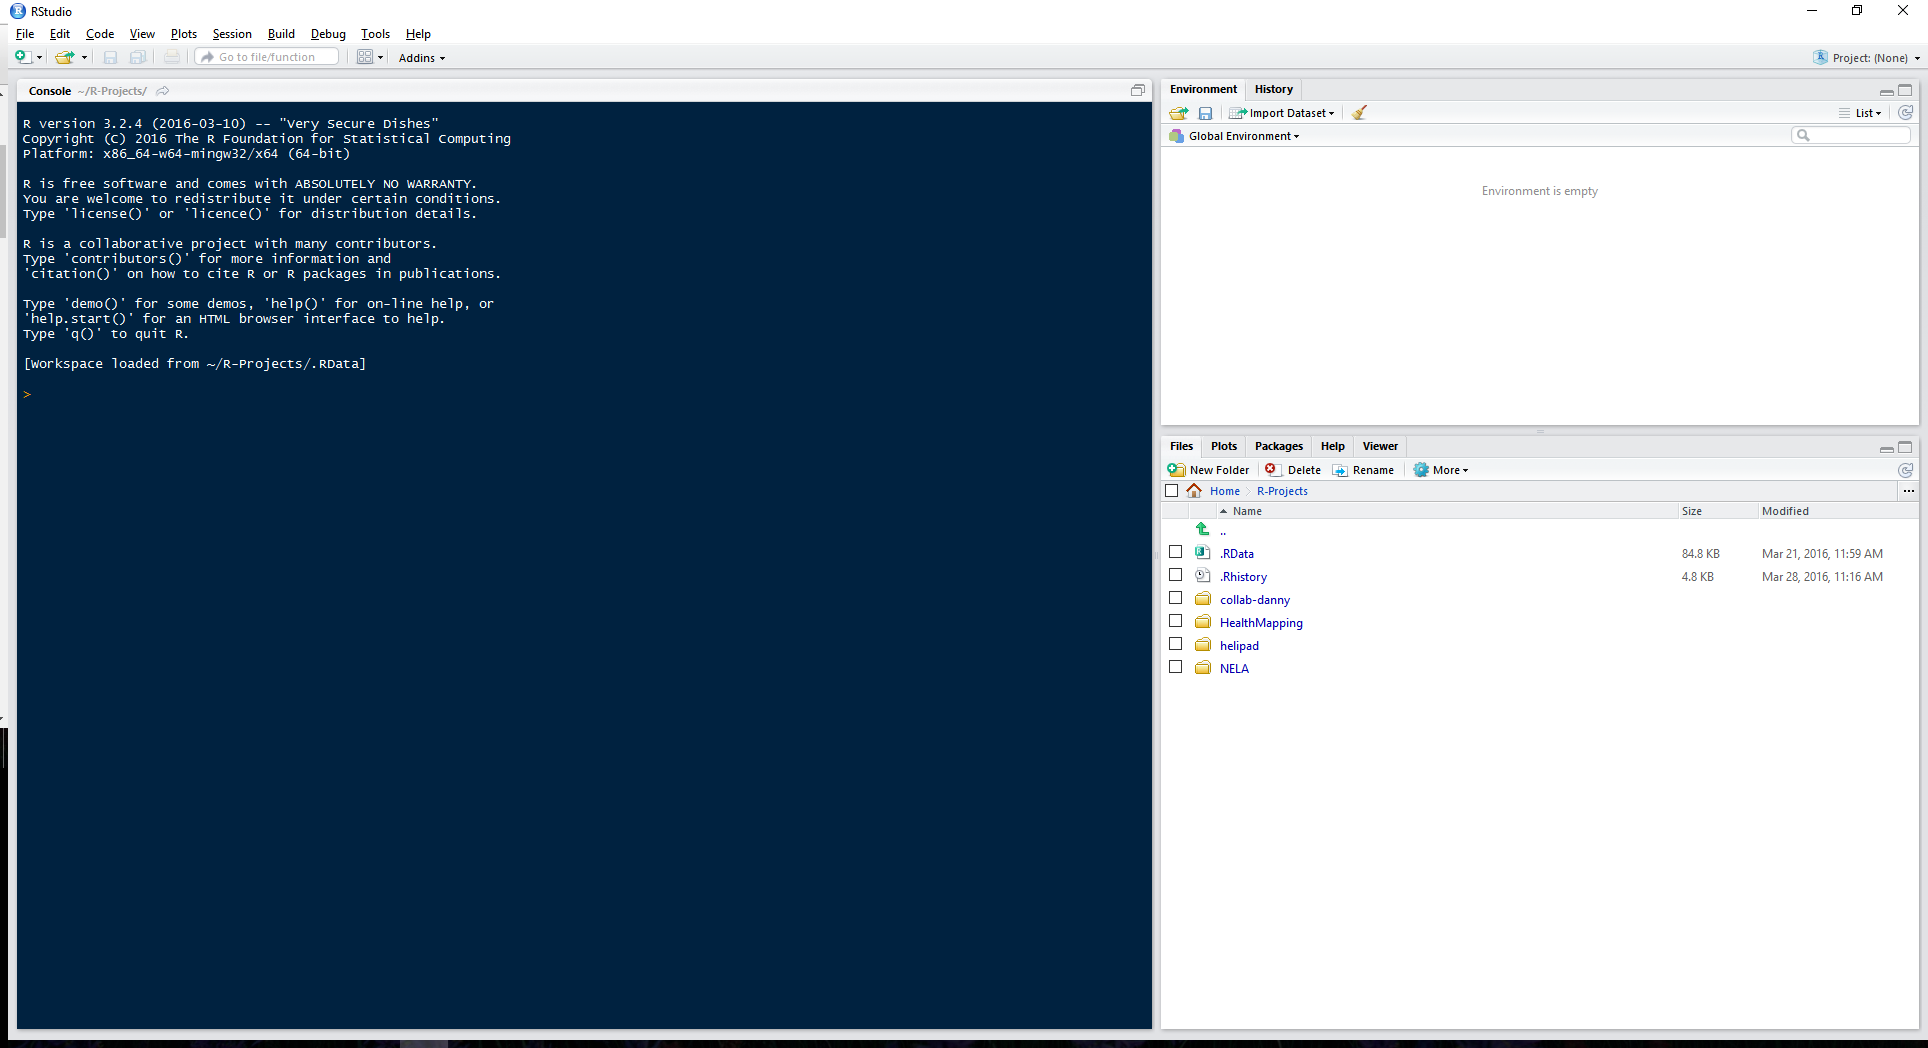 RStudio
File Edit Code View Plots Session Build Debug Tools Help
Go to file/function Addins Project: (None)
Console ~/R-Projects/
R version 3.2.4 (2016-03-10) -- "Very Secure Dishes"
Copyright (C) 2016 The R Foundation for Statistical Computing
Platform: x86_64-w64-mingw32/x64 (64-bit)
R is free software and comes with ABSOLUTELY NO WARRANTY.
You are welcome to redistribute it under certain conditions.
Type 'license()' or 'licence()' for distribution details.
R is a collaborative project with many contributors.
Type 'contributors()' for more information and
'citation()' on how to cite R or R packages in publications.
Type 'demo()' for some demos, 'help()' for on-line help, or
'help.start()' for an HTML browser interface to help.
Type 'q()' to quit R.
[Workspace loaded from ~/R-Projects/.RData]
>
Environment History
Import Dataset List
Global Environment
Environment is empty
Files Plots Packages Help Viewer
New Folder Delete Rename More
Home R-Projects ...
Name Size Modified
..
.RData 84.8 KB Mar 21, 2016, 11:59 AM
.Rhistory 4.8 KB Mar 28, 2016, 11:16 AM
collab-danny
HealthMapping
helipad
NELA